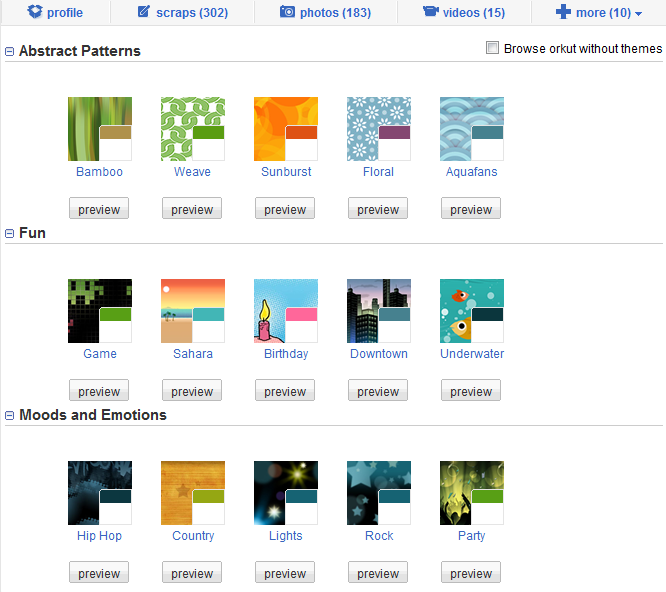 profile scraps (302) photos (183) videos (15) more (10)
Abstract Patterns Browse orkut without themes
Bamboo Weave Sunburst Floral Aquafans
preview preview preview preview preview
Fun
Game Sahara Birthday Downtown Underwater
preview preview preview preview preview
Moods and Emotions
Hip Hop Country Lights Rock Party
preview preview preview preview preview